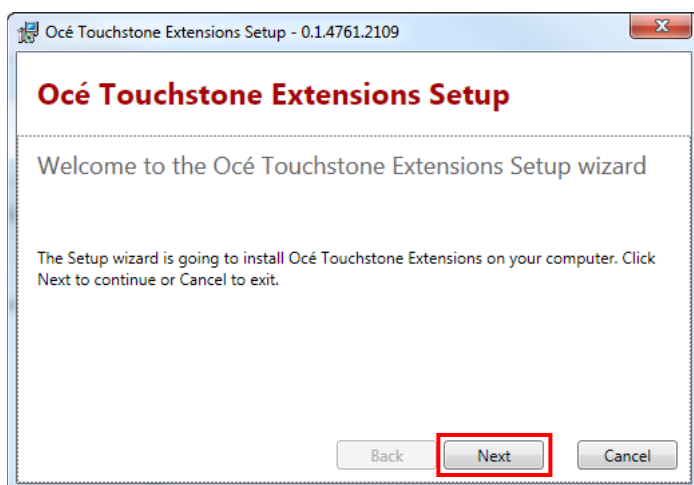 Océ Touchstone Extensions Setup - 0.1.4761.2109
Océ Touchstone Extensions Setup
Welcome to the Océ Touchstone Extensions Setup wizard
The Setup wizard is going to install Océ Touchstone Extensions on your computer. Click
Next to continue or Cancel to exit.
Back Next Cancel